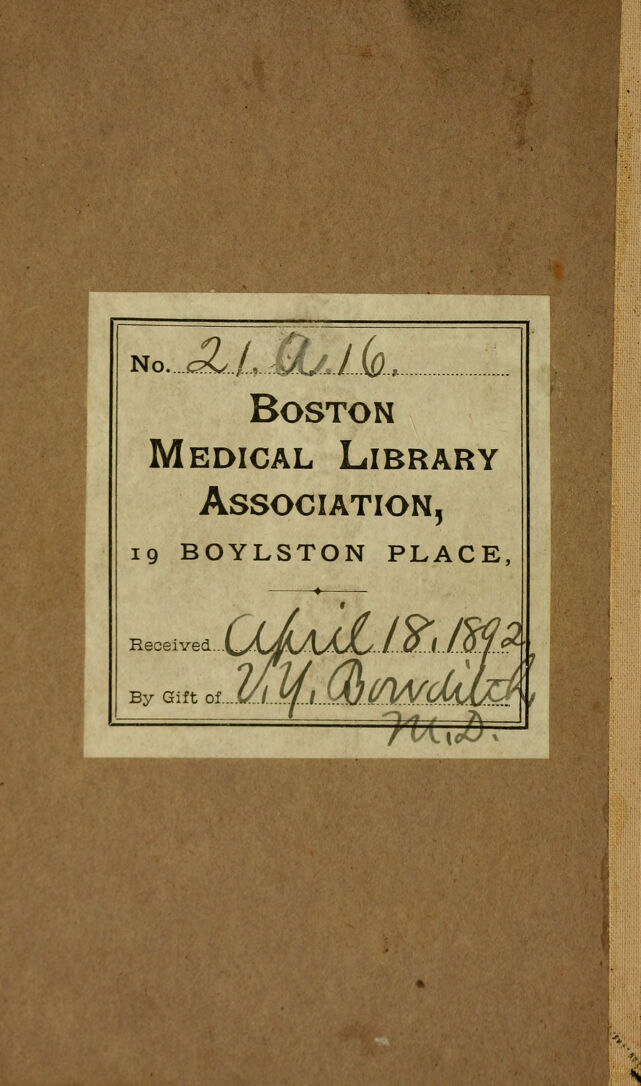 No. 21. A. 16.
BOSTON
MEDICAL LIBRARY
ASSOCIATION,
19 BOYLSTON PLACE,
Received April 18, 1892,
By Gift of V. Y. Bowditch,
M.D.